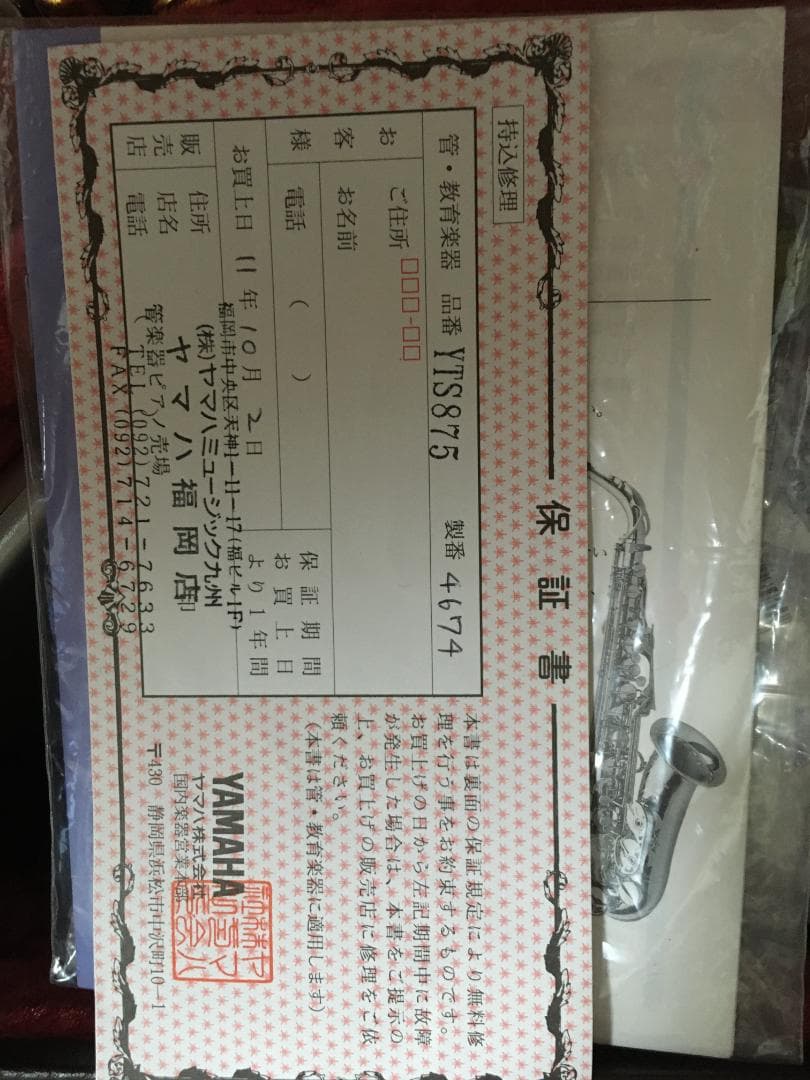 保証書
持込修理
管・教育楽器 品番 YTS875 製番 4674
お客様
ご住所
お名前
電話 ( )
保証期間
お買上日
より1年間
お買上日 11年10月2日
販売店
住所
店名
電話
福岡市中央区天神1-11-17(福ビル1F)
(株)ヤマハミュージック九州
ヤマハ福岡店
管楽器ピアノ売場
TEL (092)721-7633
FAX (092)714-6729
本書は裏面の保証規定により無料修
理を行う事をお約束するものです。
お買上げの日から左記期間中に故障
が発生した場合は、本書をご提示の
上、お買上げの販売店に修理をご依
頼ください。
(本書は管・教育楽器に適用します)
YAMAHA
ヤマハ株式会社
国内楽器営業本部
〒430 静岡県浜松市中沢町10-1